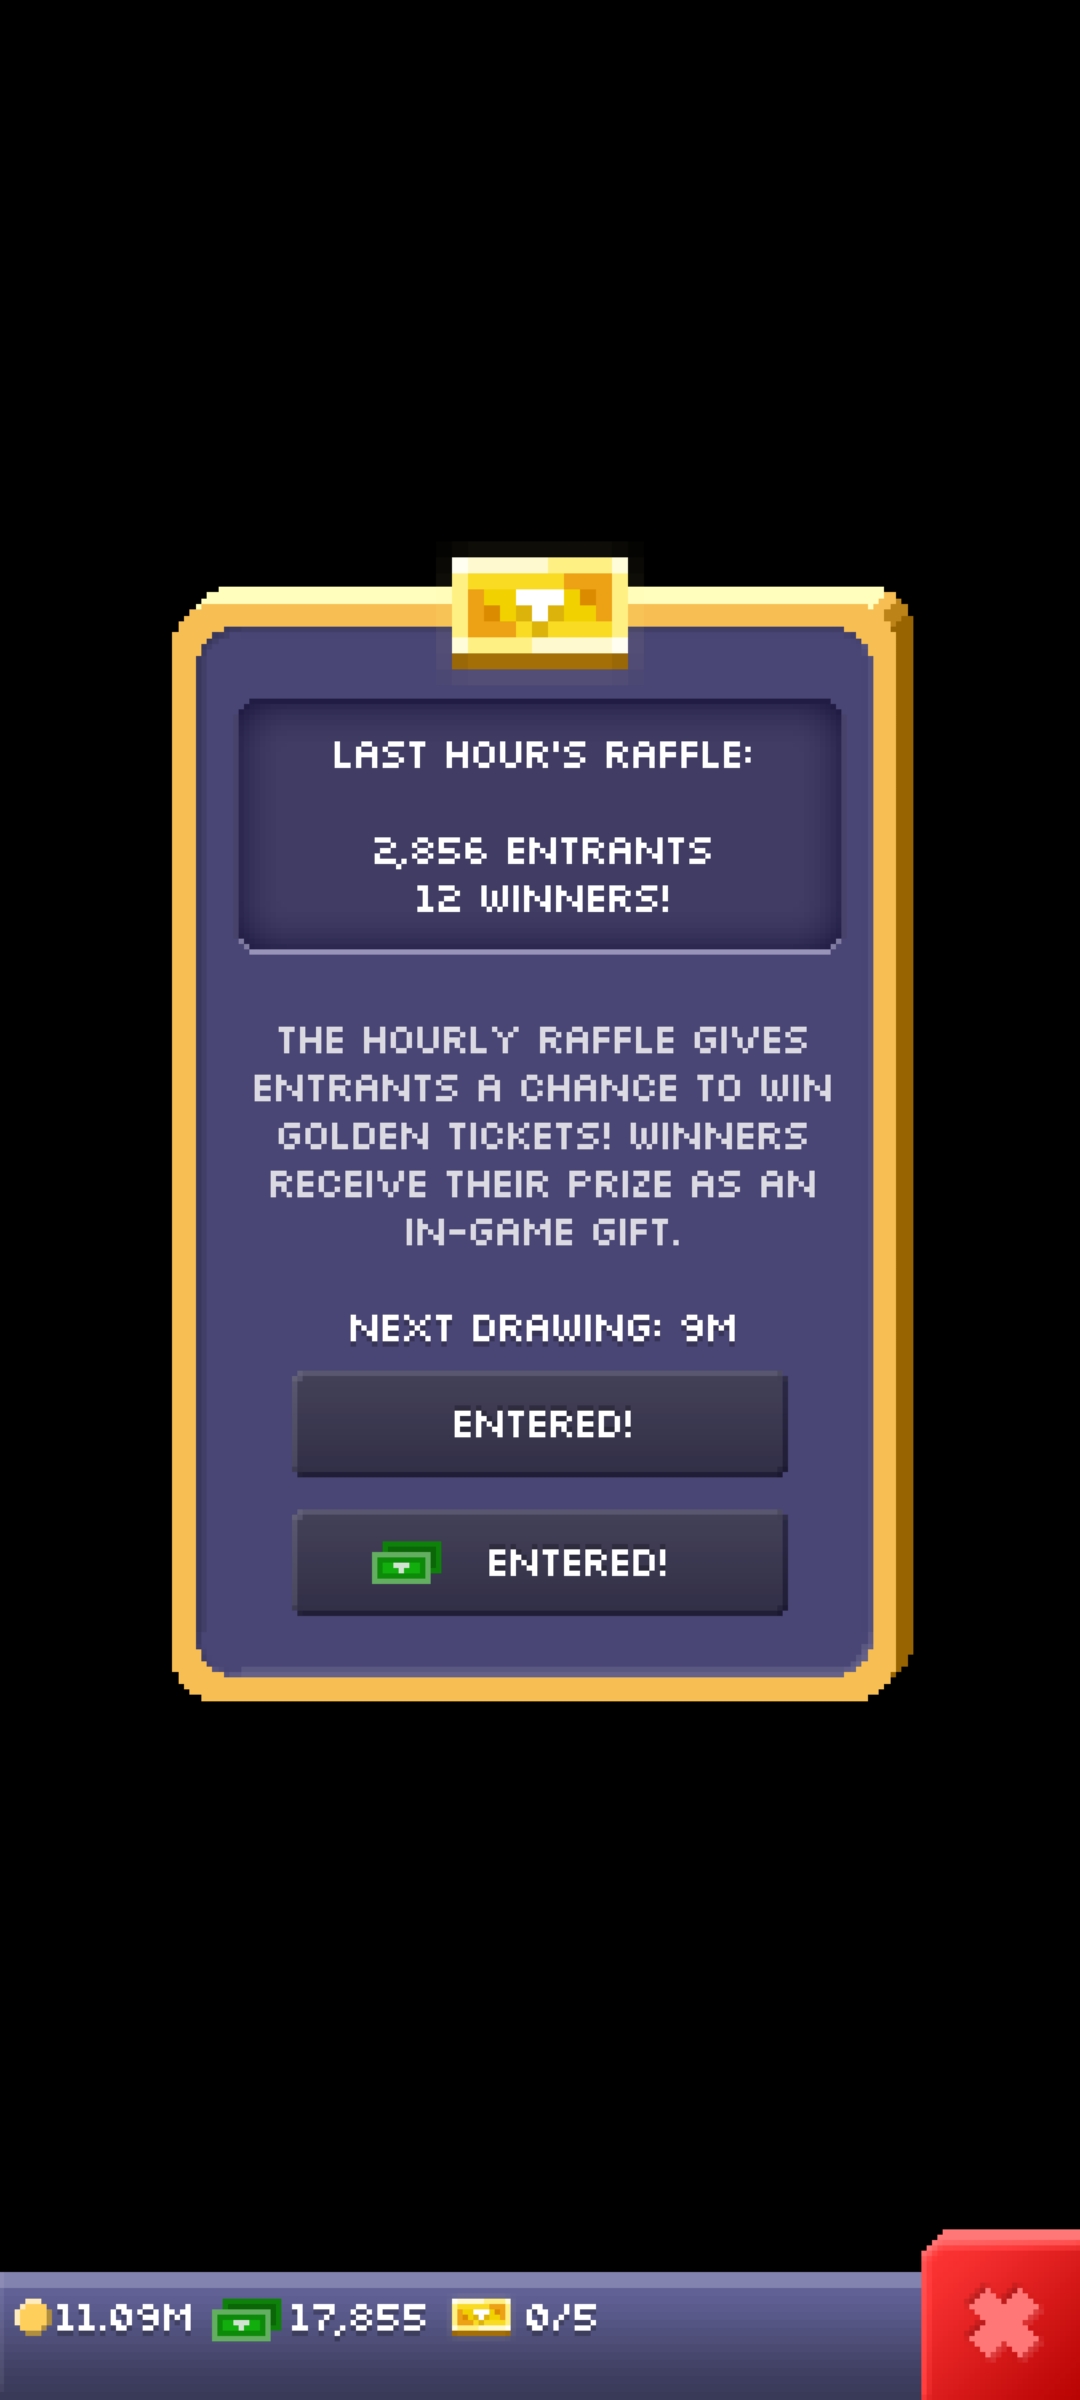 LAST HOUR'S RAFFLE:
2,856 ENTRANTS
12 WINNERS!
THE HOURLY RAFFLE GIVES
ENTRANTS A CHANCE TO WIN
GOLDEN TICKETS! WINNERS
RECEIVE THEIR PRIZE AS AN
IN-GAME GIFT.
NEXT DRAWING: 9M
ENTERED!
ENTERED!
11.09M 17,855 0/5